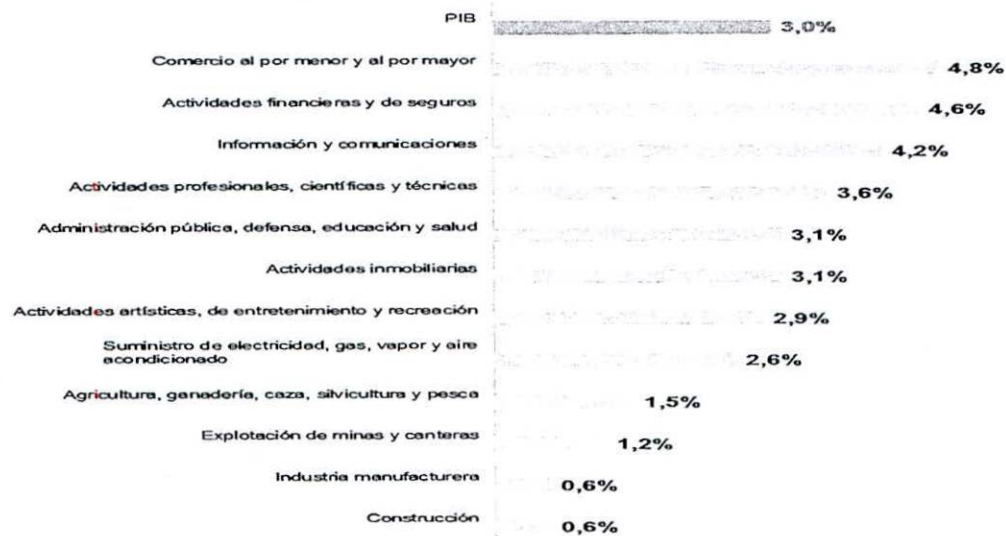 PIB 3,0%
Comercio al por menor y al por mayor 4,8%
Actividades financieras y de seguros 4,6%
Información y comunicaciones 4,2%
Actividades profesionales, científicas y técnicas 3,6%
Administración pública, defensa, educación y salud 3,1%
Actividades inmobiliarias 3,1%
Actividades artísticas, de entretenimiento y recreación 2,9%
Suministro de electricidad, gas, vapor y aire
acondicionado 2,6%
Agricultura, ganadería, caza, silvicultura y pesca 1,5%
Explotación de minas y canteras 1,2%
Industria manufacturera 0,6%
Construcción 0,6%